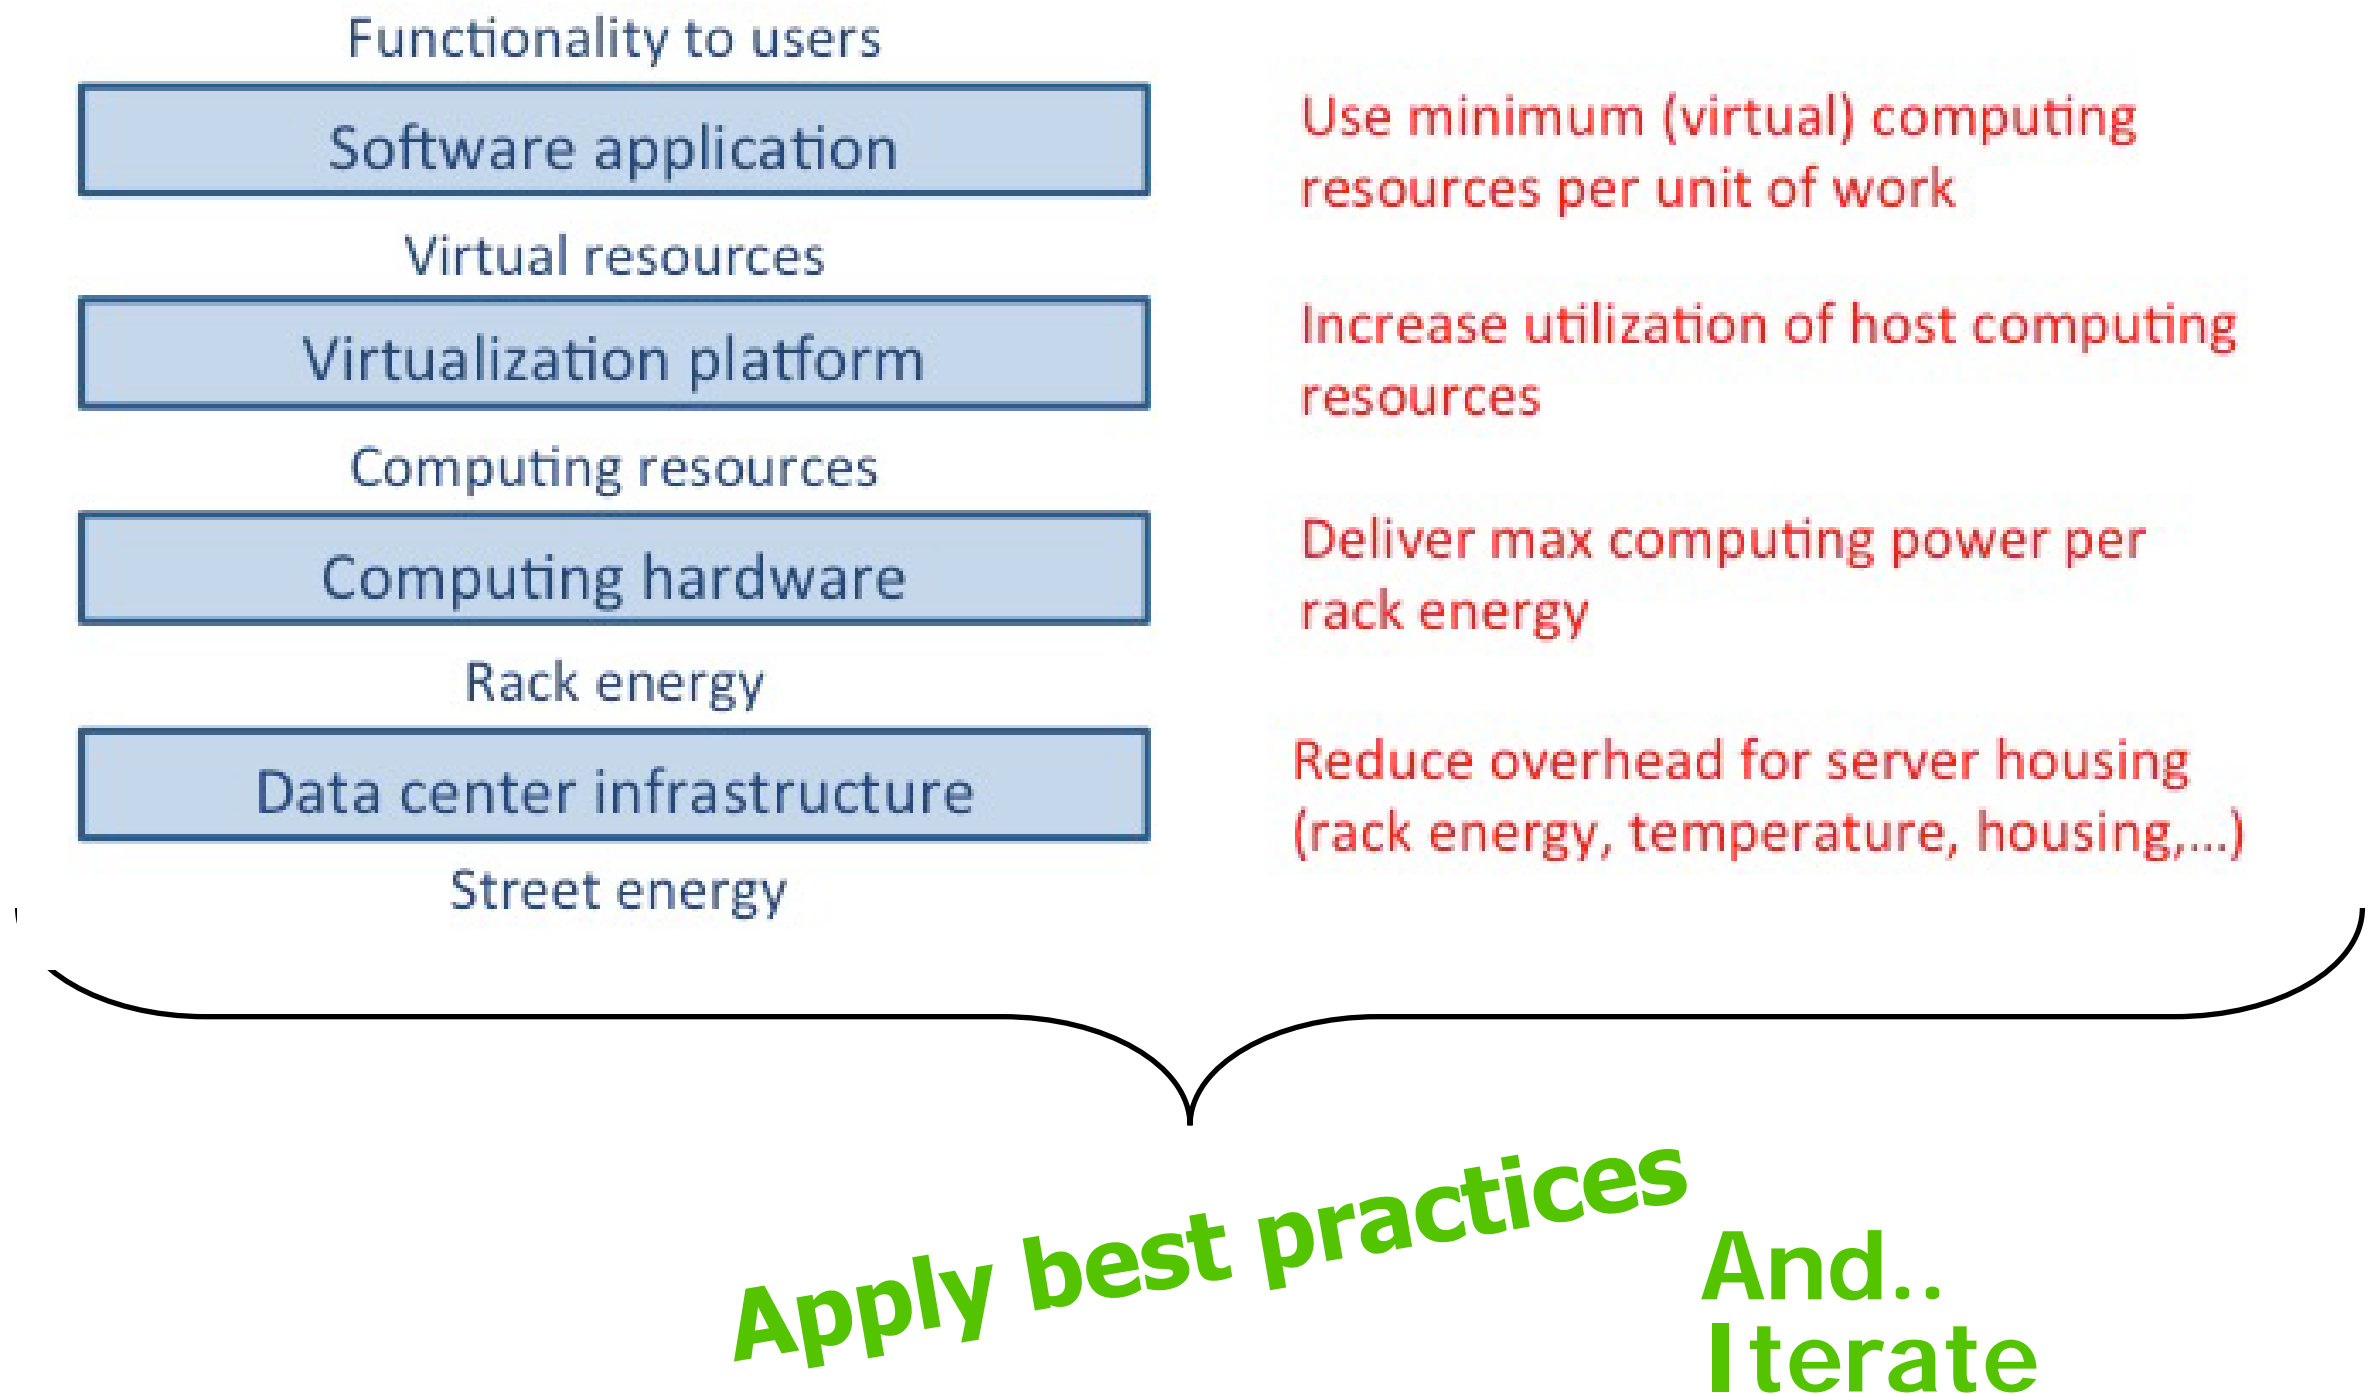 Functionality to users
Software application
Use minimum (virtual) computing
resources per unit of work
Virtual resources
Virtualization platform
Increase utilization of host computing
resources
Computing resources
Computing hardware
Deliver max computing power per
rack energy
Rack energy
Data center infrastructure
Reduce overhead for server housing
(rack energy, temperature, housing,...)
Street energy
Apply best practices
And..
Iterate